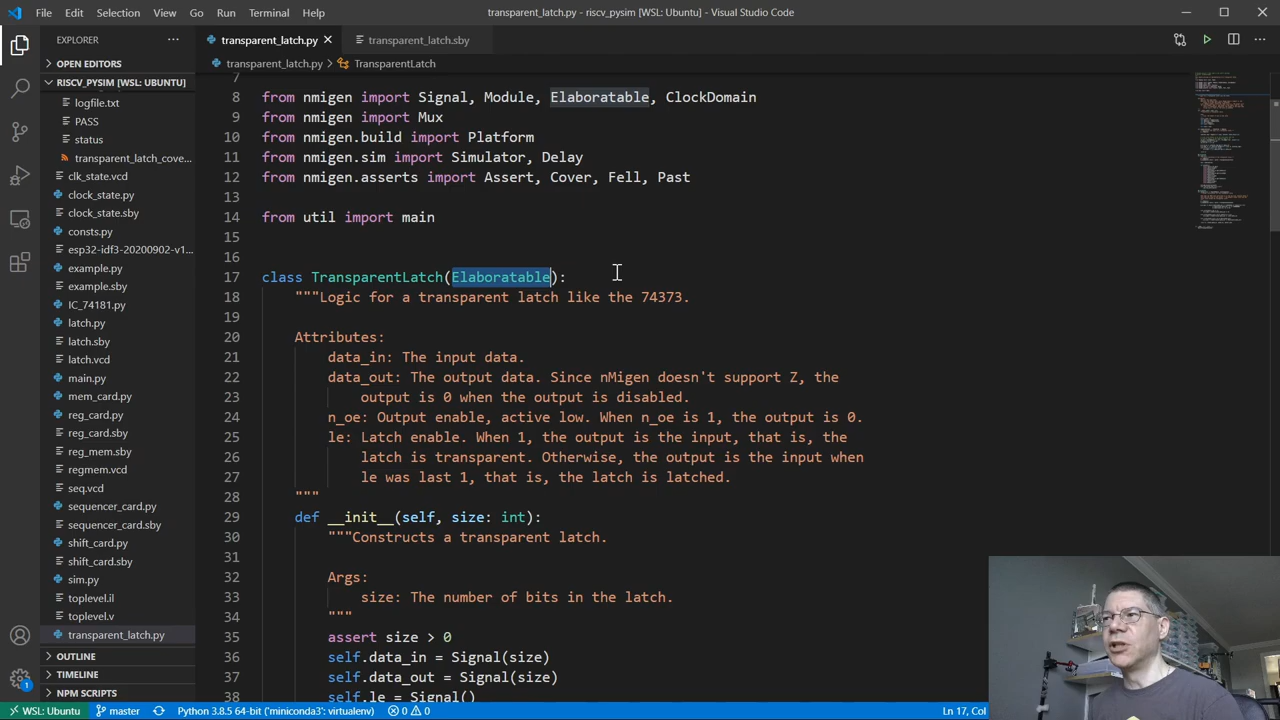 File Edit Selection View Go Run Terminal Help
transparent_latch.py - riscv_pysim [WSL: Ubuntu] - Visual Studio Code
EXPLORER
transparent_latch.py
transparent_latch.sby
OPEN EDITORS
transparent_latch.py > TransparentLatch
RISCV_PYSIM [WSL: UBUNTU]
logfile.txt
PASS
status
transparent_latch_cove...
clk_state.vcd
clock_state.py
clock_state.sby
consts.py
esp32-idf3-20200902-v1...
example.py
example.sby
IC_74181.py
latch.py
latch.sby
latch.vcd
main.py
mem_card.py
reg_card.py
reg_card.sby
reg_mem.sby
regmem.vcd
seq.vcd
sequencer_card.py
sequencer_card.sby
shift_card.py
shift_card.sby
sim.py
toplevel.il
toplevel.v
transparent_latch.py
OUTLINE
TIMELINE
NPM SCRIPTS
7
8 from nmigen import Signal, Module, Elaboratable, ClockDomain
9 from nmigen import Mux
10 from nmigen.build import Platform
11 from nmigen.sim import Simulator, Delay
12 from nmigen.asserts import Assert, Cover, Fell, Past
13
14 from util import main
15
16
17 class TransparentLatch(Elaboratable):
18 """Logic for a transparent latch like the 74373.
19
20 Attributes:
21 data_in: The input data.
22 data_out: The output data. Since nMigen doesn't support Z, the
23 output is 0 when the output is disabled.
24 n_oe: Output enable, active low. When n_oe is 1, the output is 0.
25 le: Latch enable. When 1, the output is the input, that is, the
26 latch is transparent. Otherwise, the output is the input when
27 le was last 1, that is, the latch is latched.
28 """
29 def __init__(self, size: int):
30 """Constructs a transparent latch.
31
32 Args:
33 size: The number of bits in the latch.
34 """
35 assert size > 0
36 self.data_in = Signal(size)
37 self.data_out = Signal(size)
38 self.le = Signal()
1
WSL: Ubuntu master Python 3.8.5 64-bit ('miniconda3': virtualenv) 0 0 Ln 17, Col